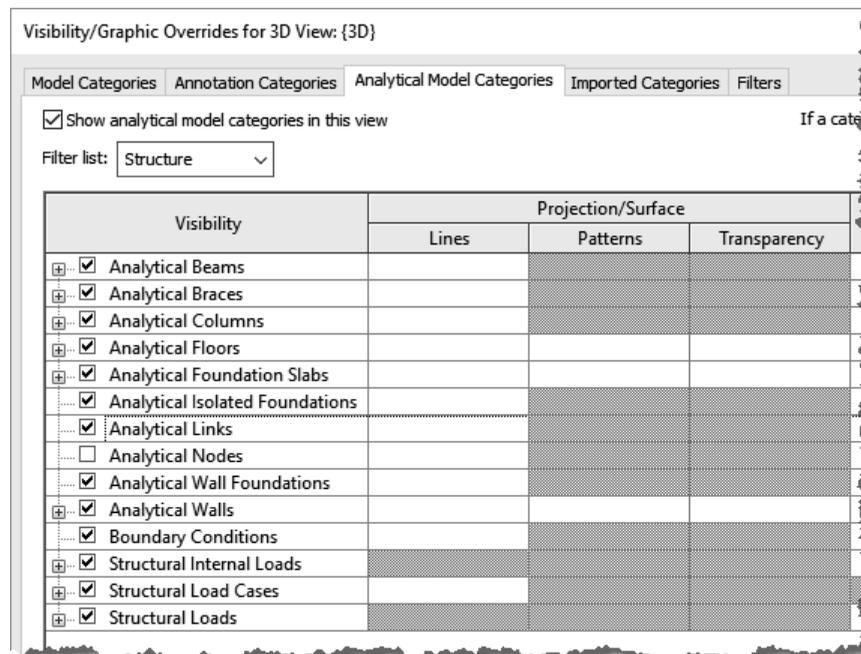 Visibility/Graphic Overrides for 3D View: {3D}
Model Categories Annotation Categories Analytical Model Categories Imported Categories Filters
Show analytical model categories in this view If a
Filter list: Structure
Visibility Projection/Surface
Lines Patterns Transparency
Analytical Beams
Analytical Braces
Analytical Columns
Analytical Floors
Analytical Foundation Slabs
Analytical Isolated Foundations
Analytical Links
Analytical Nodes
Analytical Wall Foundations
Analytical Walls
Boundary Conditions
Structural Internal Loads
Structural Load Cases
Structural Loads